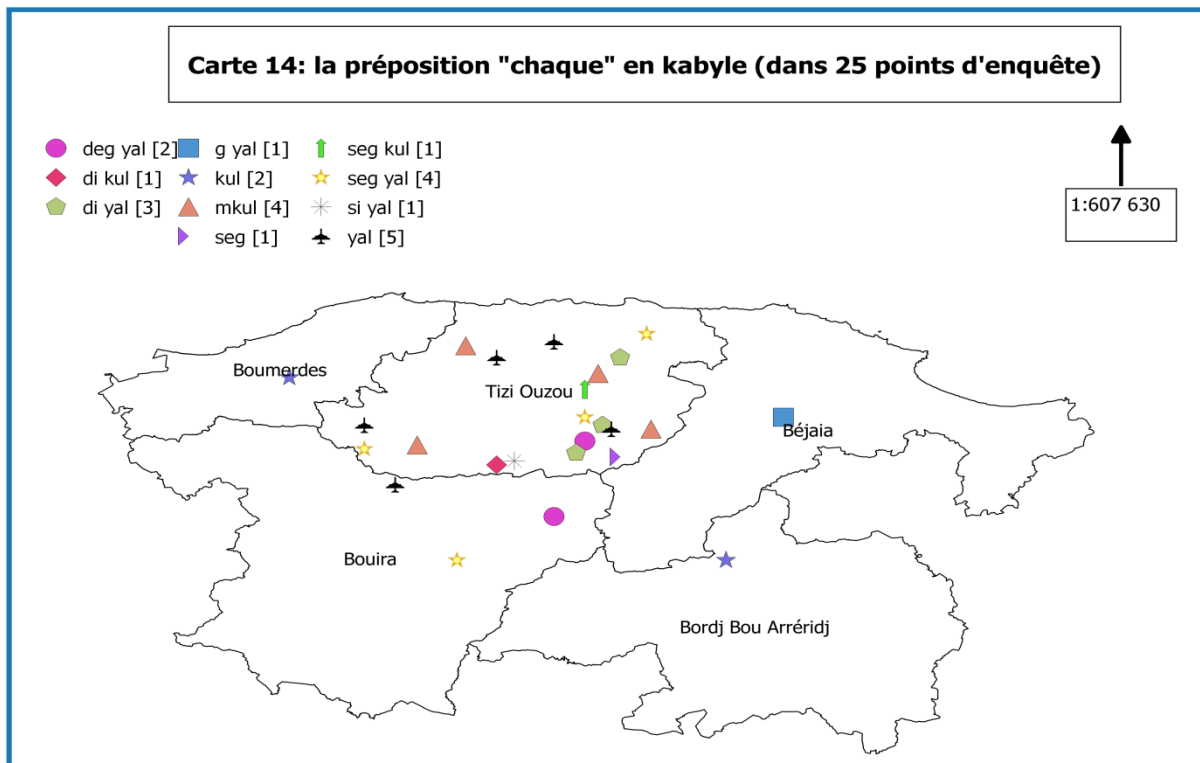 Carte 14: la préposition "chaque" en kabyle (dans 25 points d'enquête)
deg yal [2]
g yal [1]
seg kul [1]
di kul [1]
kul [2]
seg yal [4]
di yal [3]
mkul [4]
si yal [1]
seg [1]
yal [5]
1:607 630
Boumerdes
Tizi Ouzou
Béjaia
Bouira
Bordj Bou Arréridj